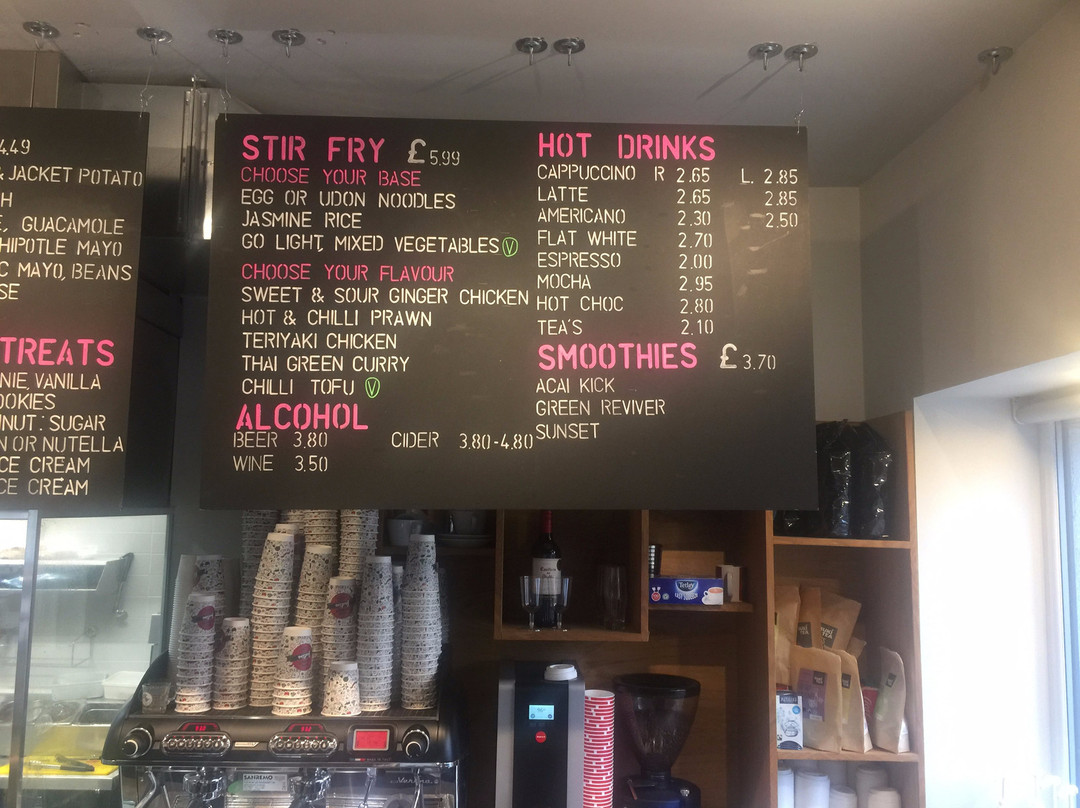 4.49
& JACKET POTATO
GUACAMOLE
MAYO
MAYO, BEANS
TREATS
VANILLA
SUGAR
OR NUTELLA
CREAM
CREAM
STIR FRY £5.99
CHOOSE YOUR BASE
EGG OR UDON NOODLES
JASMINE RICE
GO LIGHT, MIXED VEGETABLES V
CHOOSE YOUR FLAVOUR
SWEET & SOUR GINGER CHICKEN
HOT & CHILLI PRAWN
TERIYAKI CHICKEN
THAI GREEN CURRY
CHILLI TOFU V
ALCOHOL
BEER 3.80 CIDER 3.80-4.80
WINE 3.50
HOT DRINKS
CAPPUCCINO R 2.65 L. 2.85
LATTE 2.65 2.85
AMERICANO 2.30 2.50
FLAT WHITE 2.70
ESPRESSO 2.00
MOCHA 2.95
HOT CHOC 2.80
TEA'S 2.10
SMOOTHIES £3.70
ACAI KICK
GREEN REVIVER
SUNSET
Tetley
SANREMO